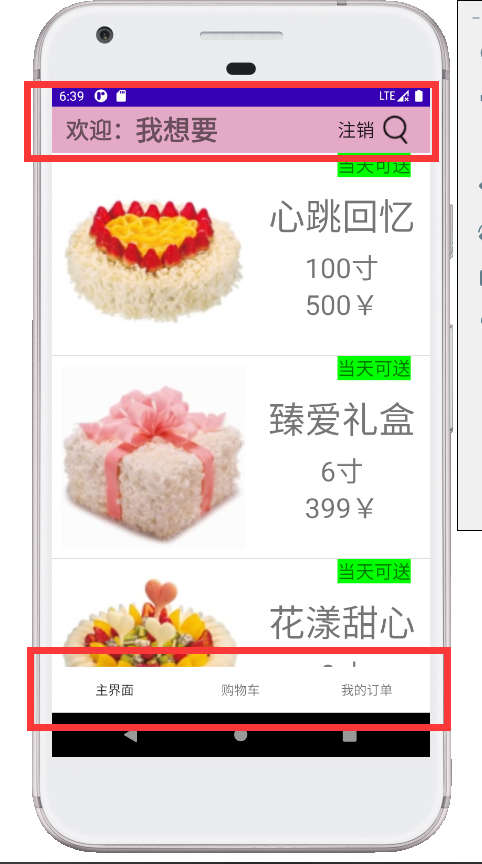 6:39 LTE
欢迎：我想要 注销
当天可送
心跳回忆
100寸
500￥
当天可送
臻爱礼盒
6寸
399￥
当天可送
花漾甜心
主界面 购物车 我的订单